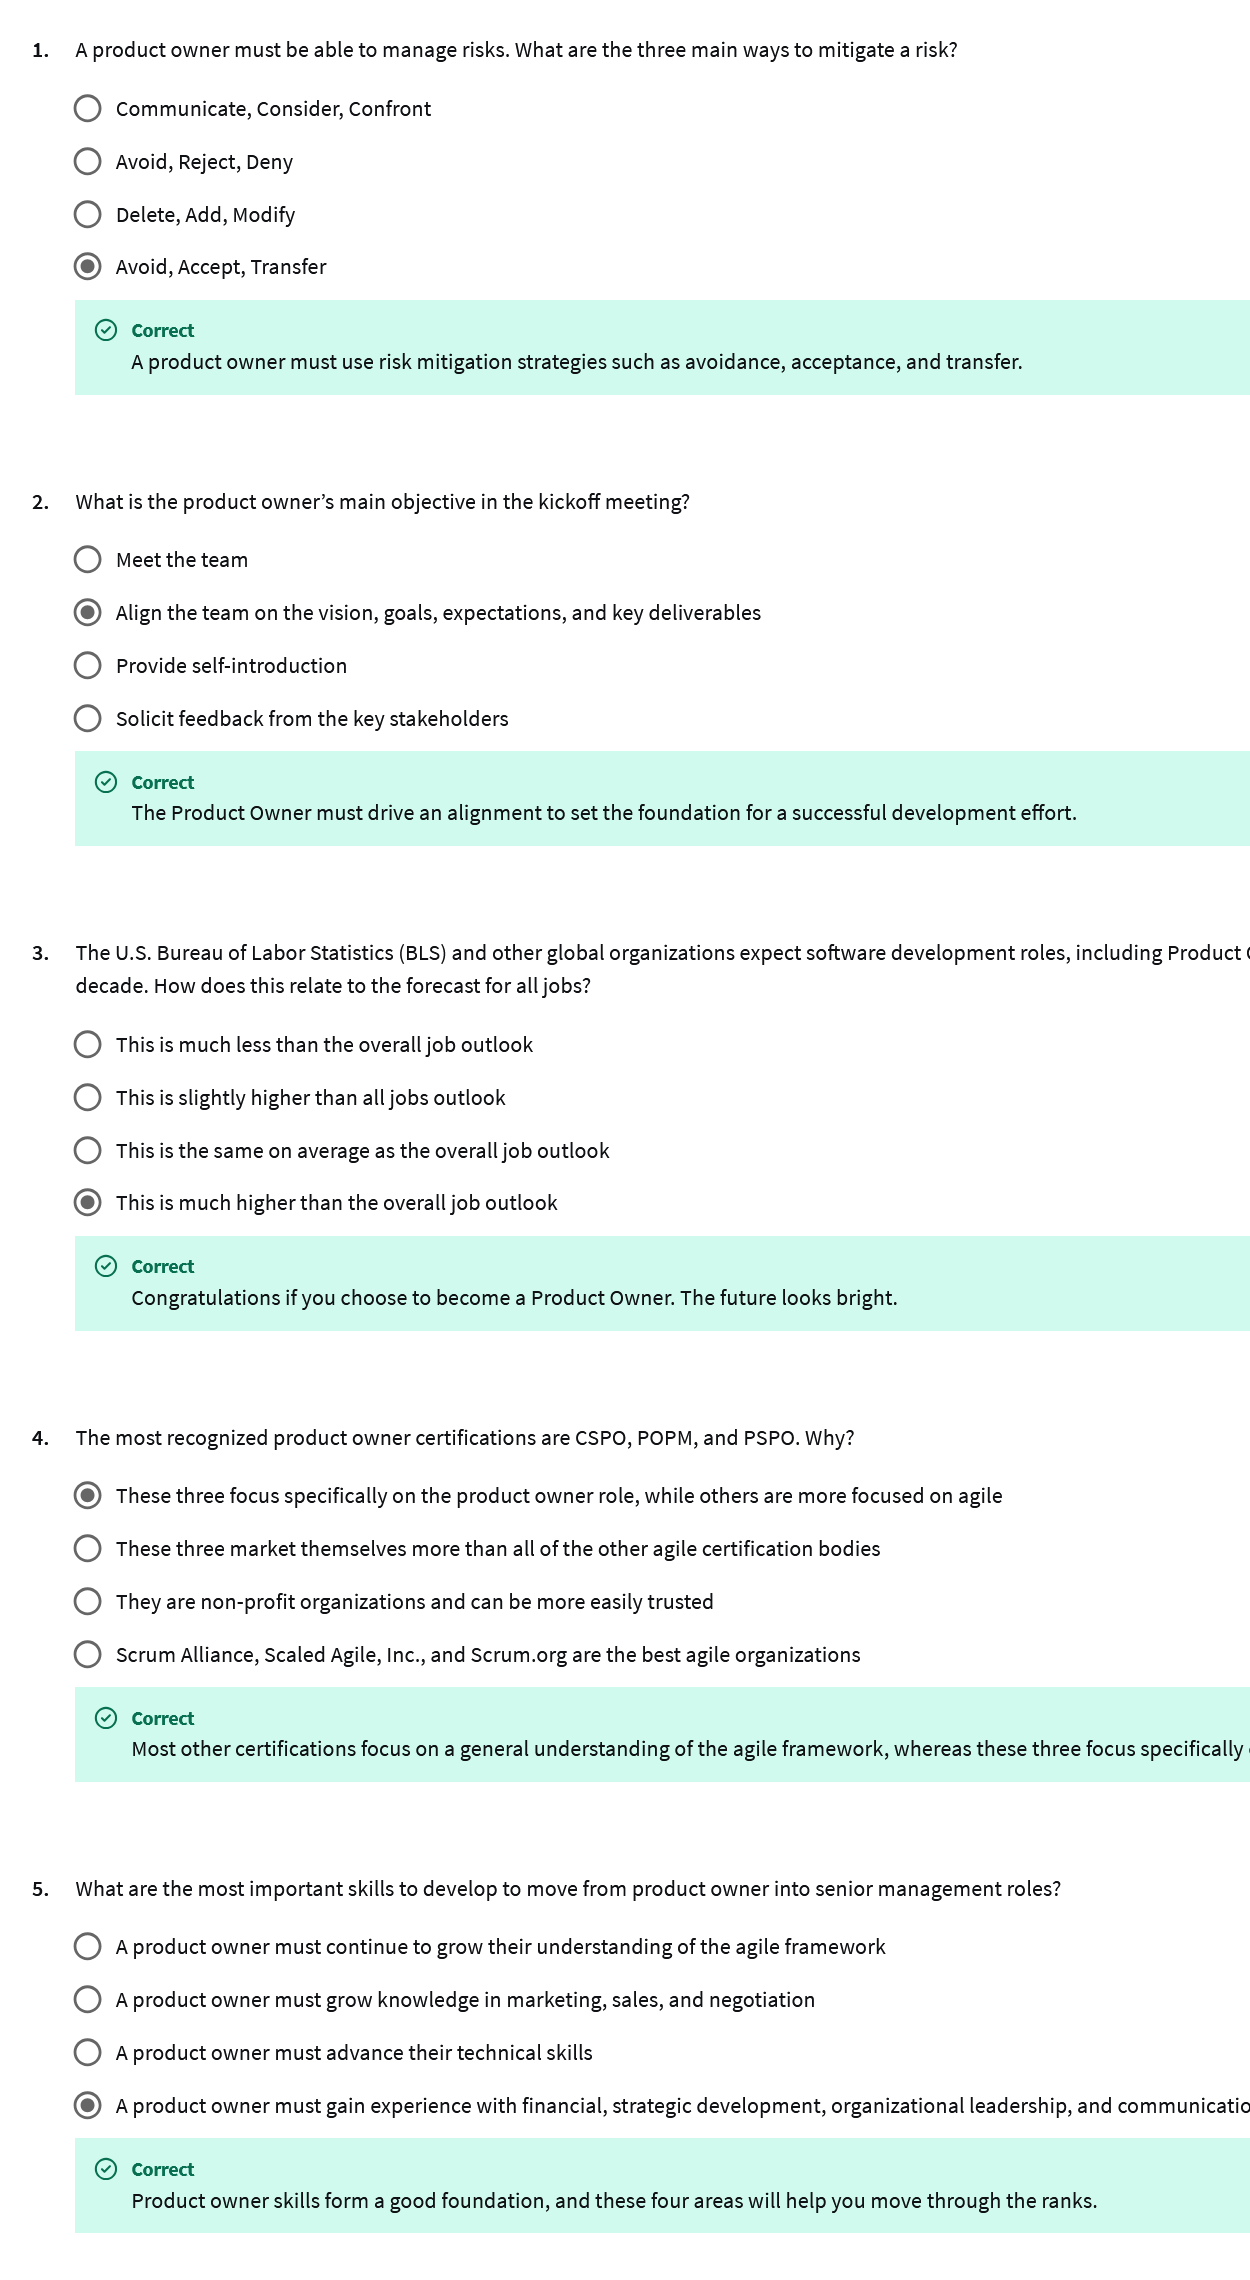 1. A product owner must be able to manage risks. What are the three main ways to mitigate a risk?
Communicate, Consider, Confront
Avoid, Reject, Deny
Delete, Add, Modify
Avoid, Accept, Transfer
Correct
A product owner must use risk mitigation strategies such as avoidance, acceptance, and transfer.
2. What is the product owner’s main objective in the kickoff meeting?
Meet the team
Align the team on the vision, goals, expectations, and key deliverables
Provide self-introduction
Solicit feedback from the key stakeholders
Correct
The Product Owner must drive an alignment to set the foundation for a successful development effort.
3. The U.S. Bureau of Labor Statistics (BLS) and other global organizations expect software development roles, including Product
decade. How does this relate to the forecast for all jobs?
This is much less than the overall job outlook
This is slightly higher than all jobs outlook
This is the same on average as the overall job outlook
This is much higher than the overall job outlook
Correct
Congratulations if you choose to become a Product Owner. The future looks bright.
4. The most recognized product owner certifications are CSPO, POPM, and PSPO. Why?
These three focus specifically on the product owner role, while others are more focused on agile
These three market themselves more than all of the other agile certification bodies
They are non-profit organizations and can be more easily trusted
Scrum Alliance, Scaled Agile, Inc., and Scrum.org are the best agile organizations
Correct
Most other certifications focus on a general understanding of the agile framework, whereas these three focus specifically
5. What are the most important skills to develop to move from product owner into senior management roles?
A product owner must continue to grow their understanding of the agile framework
A product owner must grow knowledge in marketing, sales, and negotiation
A product owner must advance their technical skills
A product owner must gain experience with financial, strategic development, organizational leadership, and communicatio
Correct
Product owner skills form a good foundation, and these four areas will help you move through the ranks.